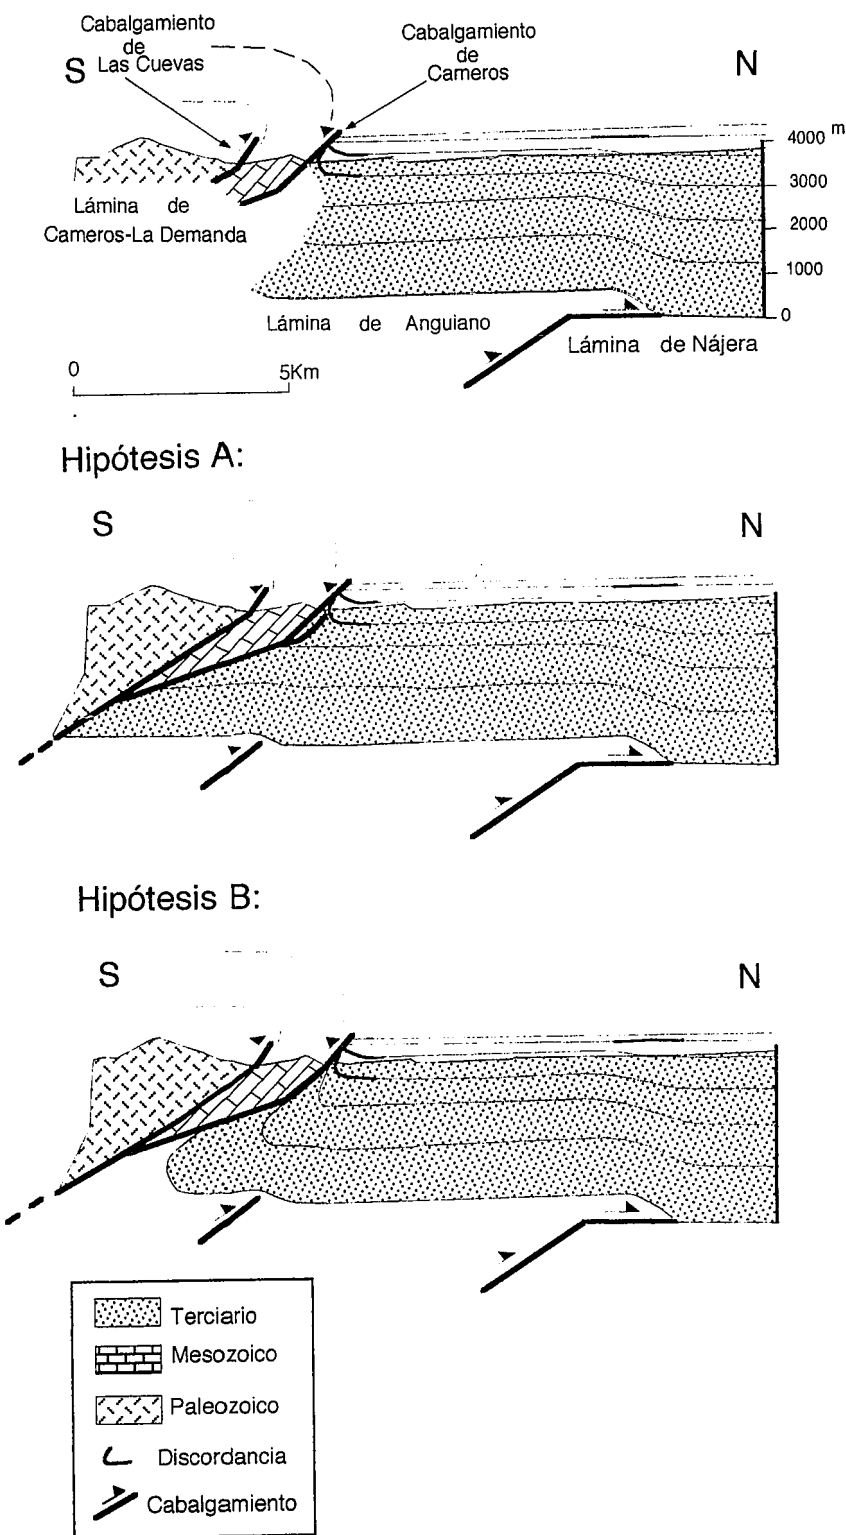 Cabalgamiento
de
Las Cuevas
Cabalgamiento
de
Cameros
S
N
4000 m
3000
2000
1000
0
Lámina de
Cameros-La Demanda
Lámina de Anguiano
Lámina de Nájera
0
5Km
Hipótesis A:
S
N
Hipótesis B:
S
N
Terciario
Mesozoico
Paleozoico
Discordancia
Cabalgamiento